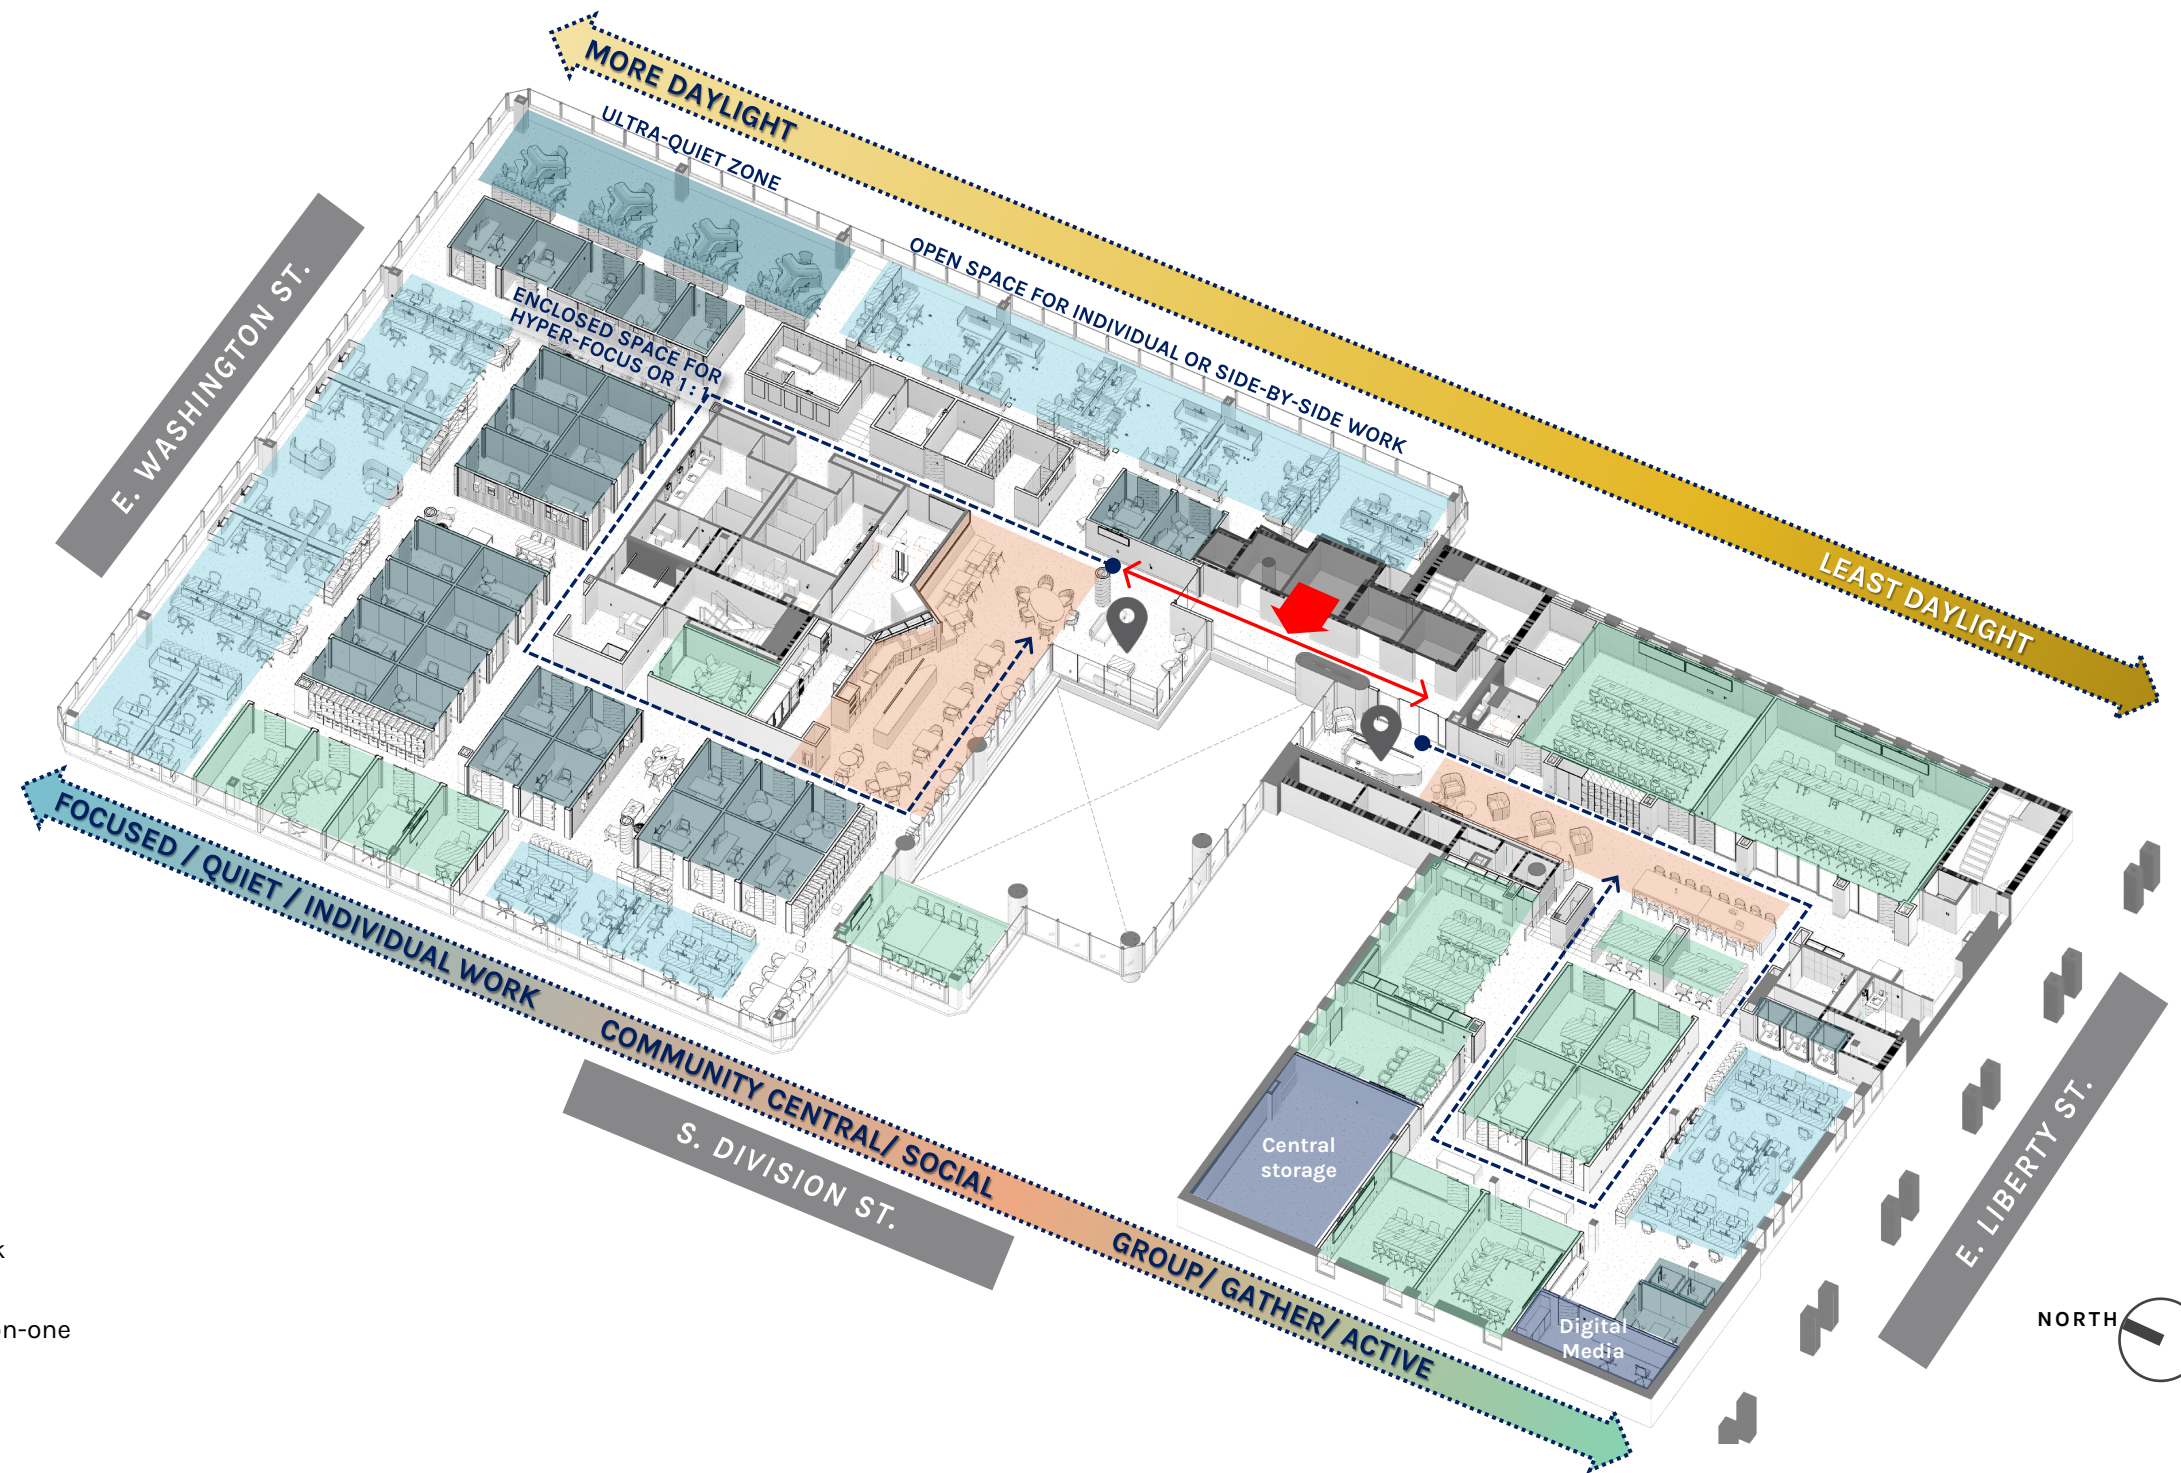 MORE DAYLIGHT
ULTRA-QUIET ZONE
OPEN SPACE FOR INDIVIDUAL OR SIDE-BY-SIDE WORK
ENCLOSED SPACE FOR
HYPER-FOCUS OR 1 : 1
E. WASHINGTON ST.
LEAST DAYLIGHT
FOCUSED / QUIET / INDIVIDUAL WORK
COMMUNITY CENTRAL/ SOCIAL
GROUP/ GATHER/ ACTIVE
S. DIVISION ST.
Central
storage
Digital
Media
E. LIBERTY ST.
NORTH
k
n-one